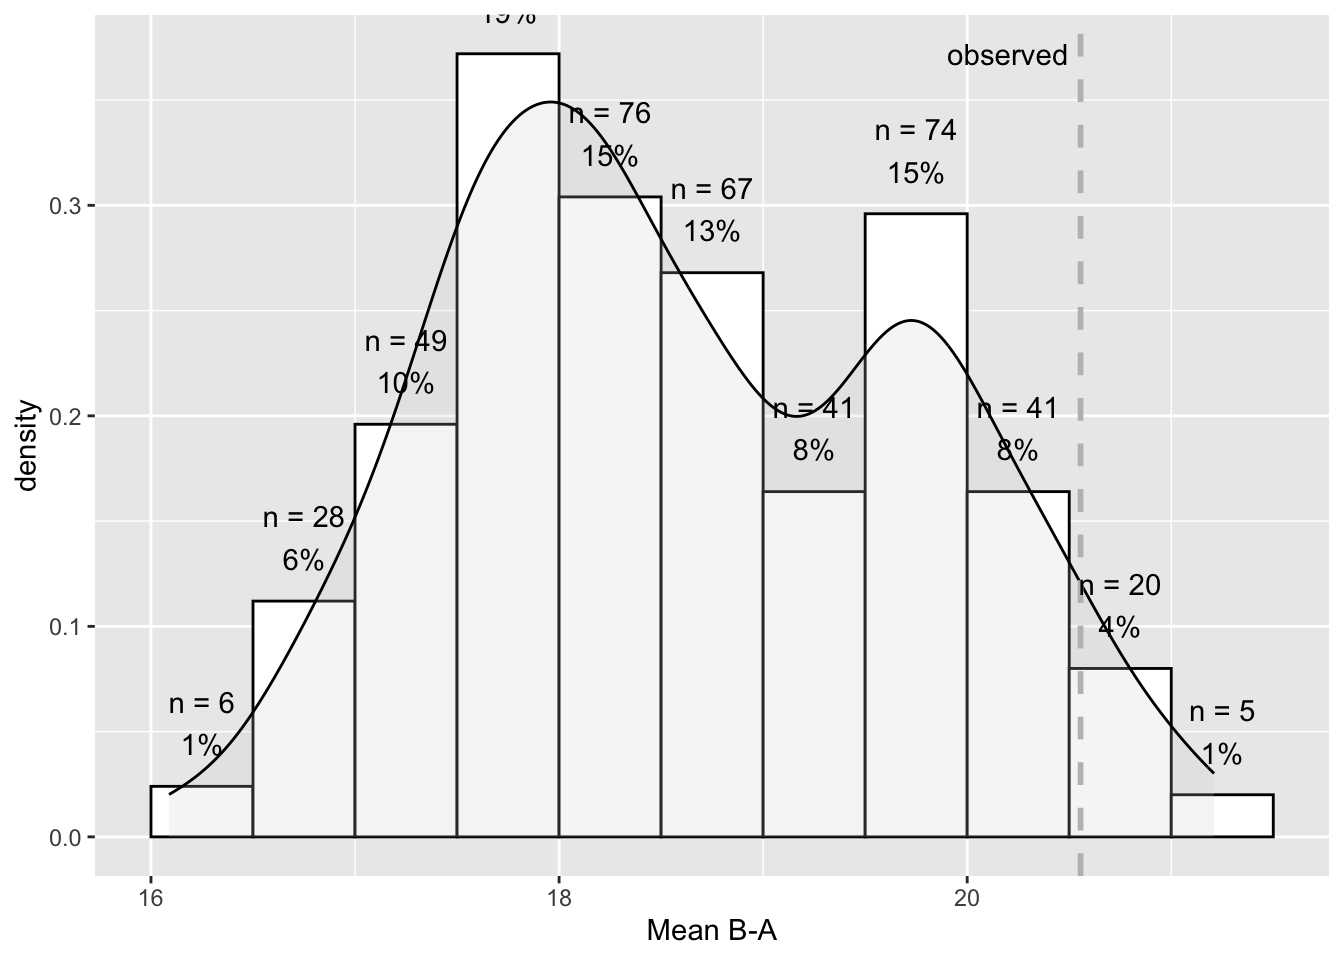 19%
observed
n = 76
15%
n = 74
15%
n = 67
13%
n = 49
10%
n = 41
8%
n = 41
8%
n = 28
6%
n = 20
4%
n = 6
1%
n = 5
1%
0.3
0.2
0.1
0.0
density
16
18
20
Mean B-A